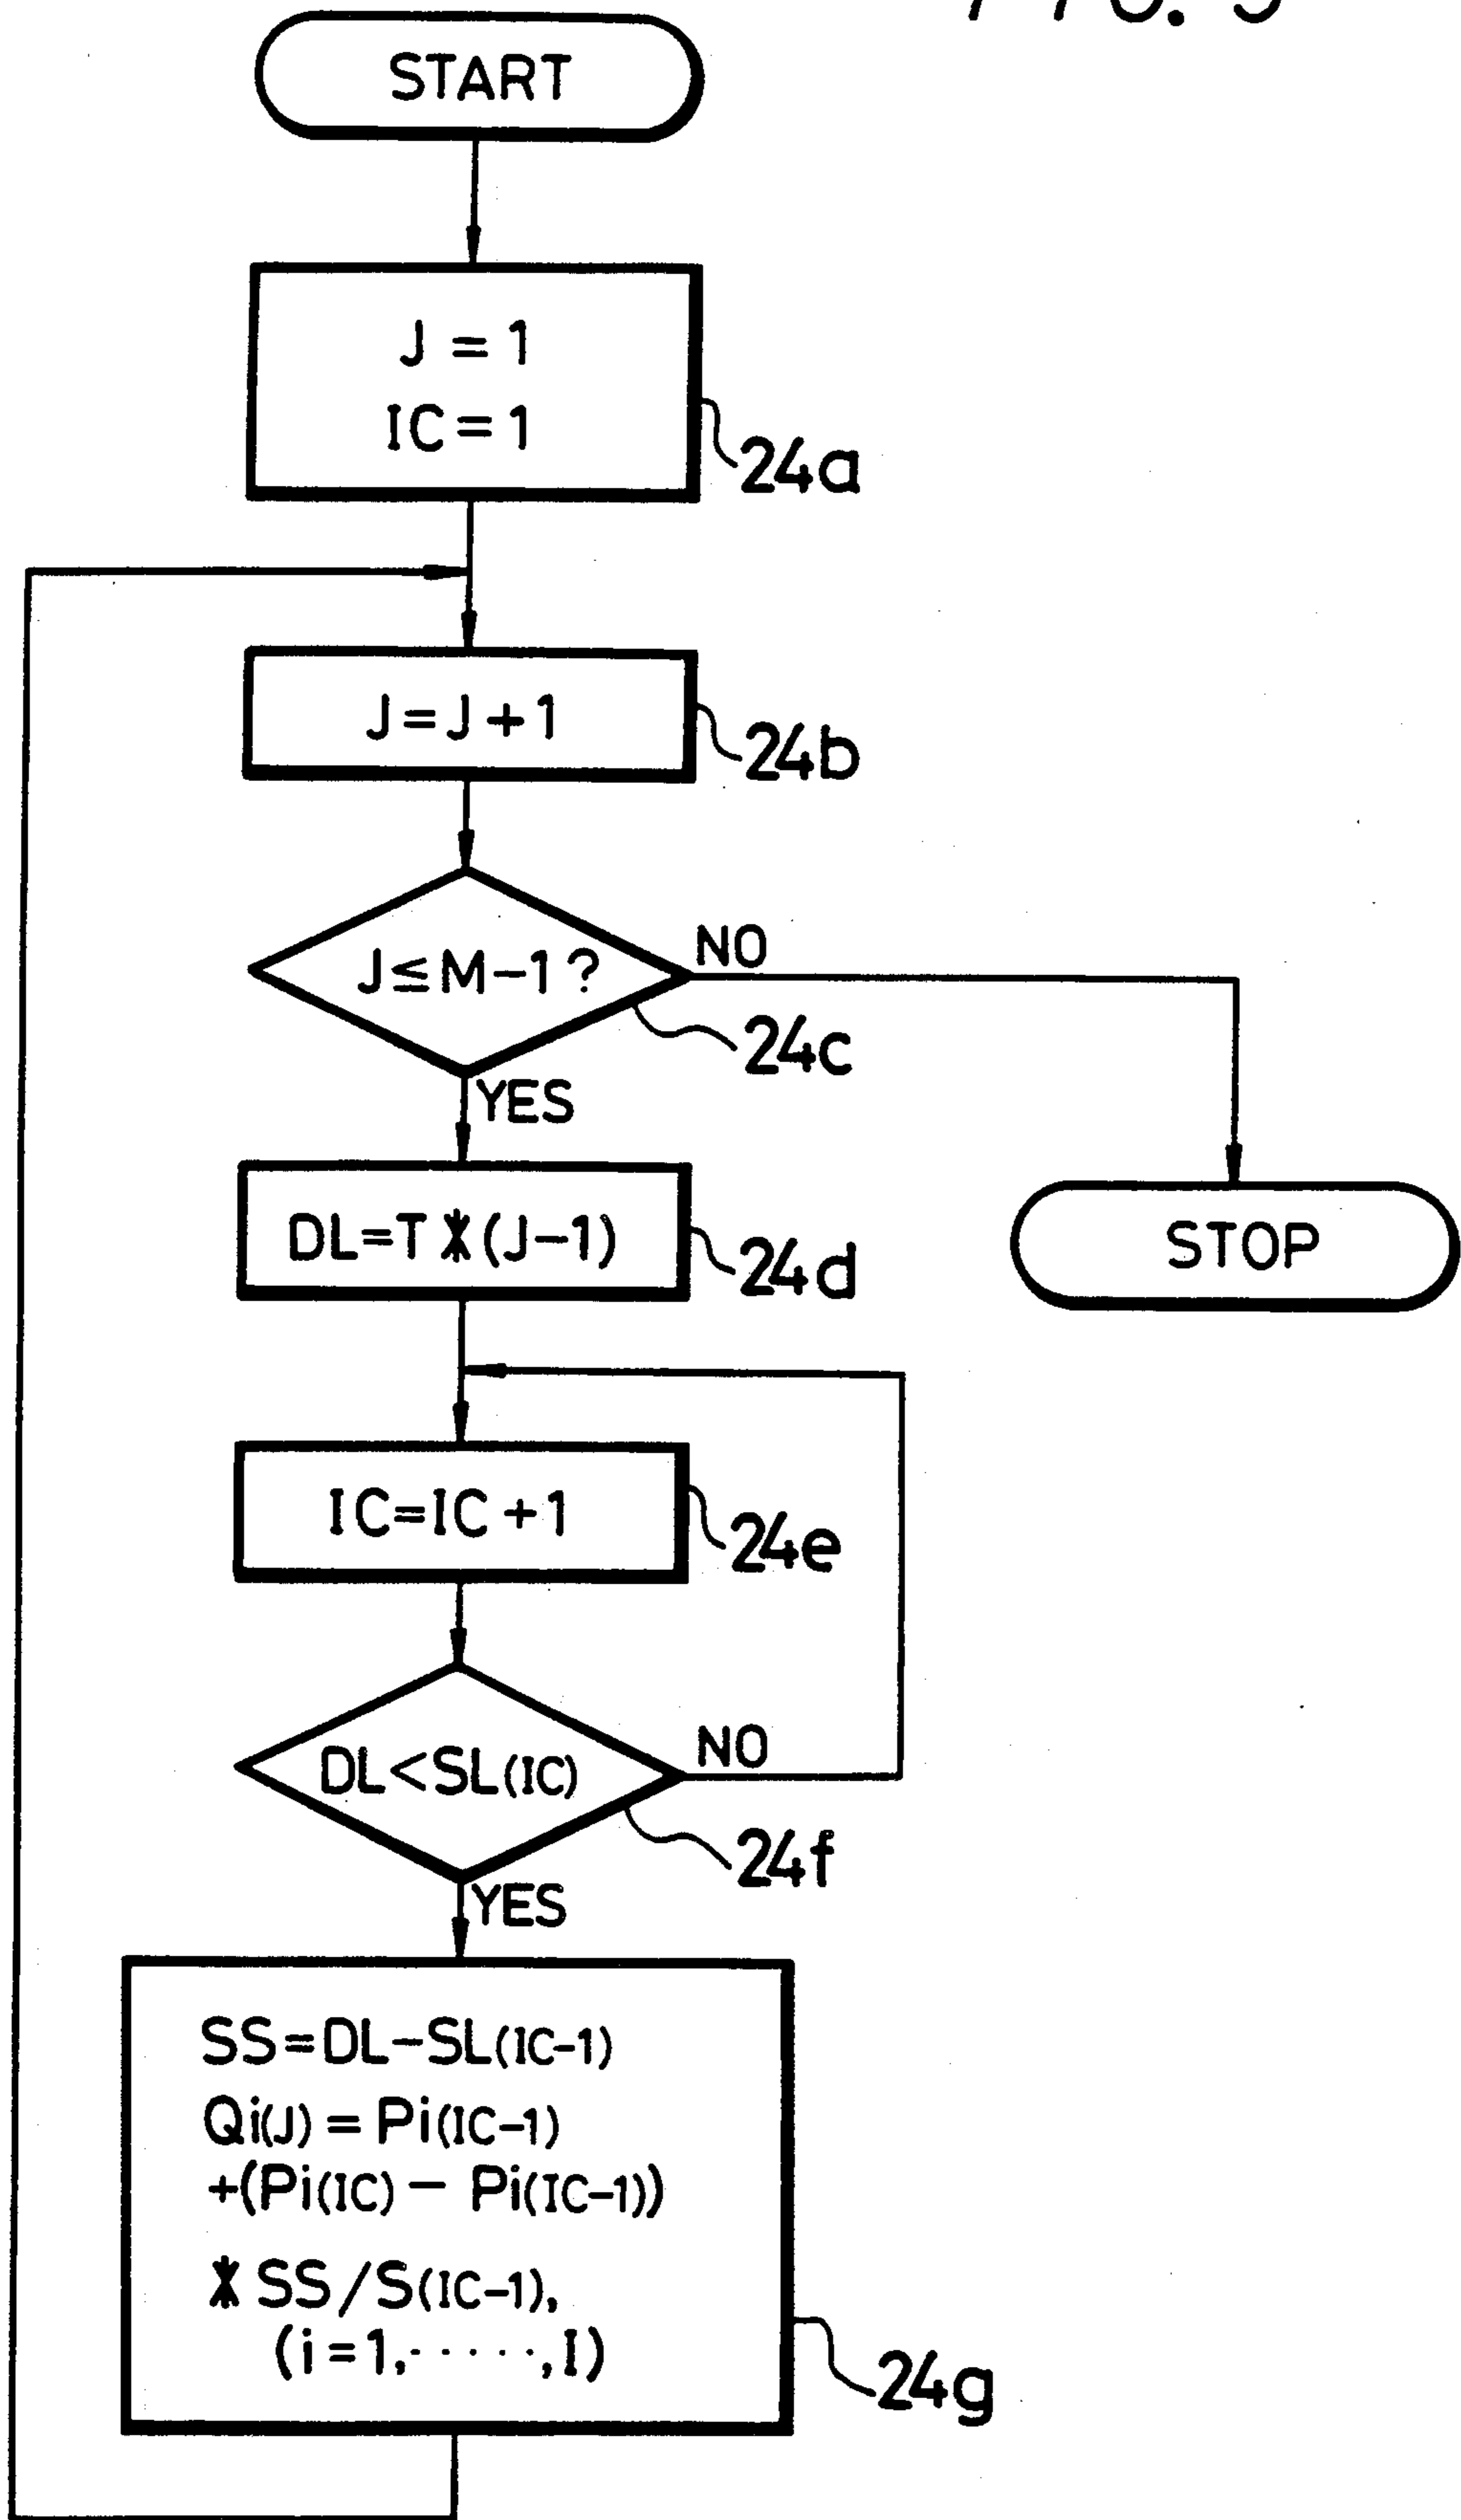 START
J = 1
IC = 1
24a
J=J+1
24b
J≤M-1?
NO
24c
YES
DL=T*(J-1)
24d
STOP
IC=IC+1
24e
DL<SL(IC)
NO
24f
YES
SS=DL-SL(IC-1)
Qi(J) = Pi(IC-1)
+(Pi(IC) - Pi(IC-1))
* SS/S(IC-1),
(i=1,·····,I)
24g